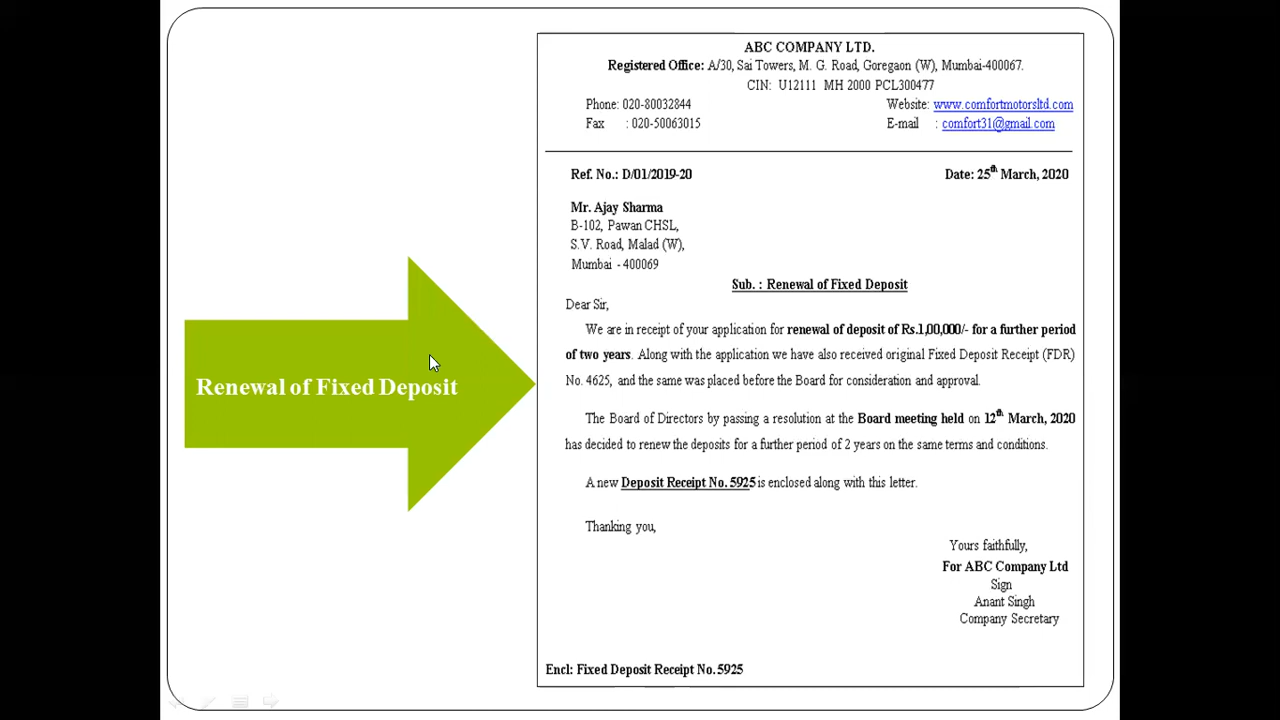 ABC COMPANY LTD.
Registered Office: A/30, Sai Towers, M. G. Road, Goregaon (W), Mumbai-400067.
CIN: U12111 MH 2000 PCL300477
Phone: 020-80032844 Website: www.comfortmotorsltd.com
Fax : 020-50063015 E-mail : comfort31@gmail.com
Ref. No.: D/01/2019-20 Date: 25th March, 2020
Mr. Ajay Sharma
B-102, Pawan CHSL,
S.V. Road, Malad (W),
Mumbai - 400069
Sub. : Renewal of Fixed Deposit
Dear Sir,
We are in receipt of your application for renewal of deposit of Rs.1,00,000/- for a further period
of two years. Along with the application we have also received original Fixed Deposit Receipt (FDR)
No. 4625, and the same was placed before the Board for consideration and approval.
The Board of Directors by passing a resolution at the Board meeting held on 12th March, 2020
has decided to renew the deposits for a further period of 2 years on the same terms and conditions.
A new Deposit Receipt No. 5925 is enclosed along with this letter.
Thanking you,
Yours faithfully,
For ABC Company Ltd
Sign
Anant Singh
Company Secretary
Encl: Fixed Deposit Receipt No. 5925
Renewal of Fixed Deposit